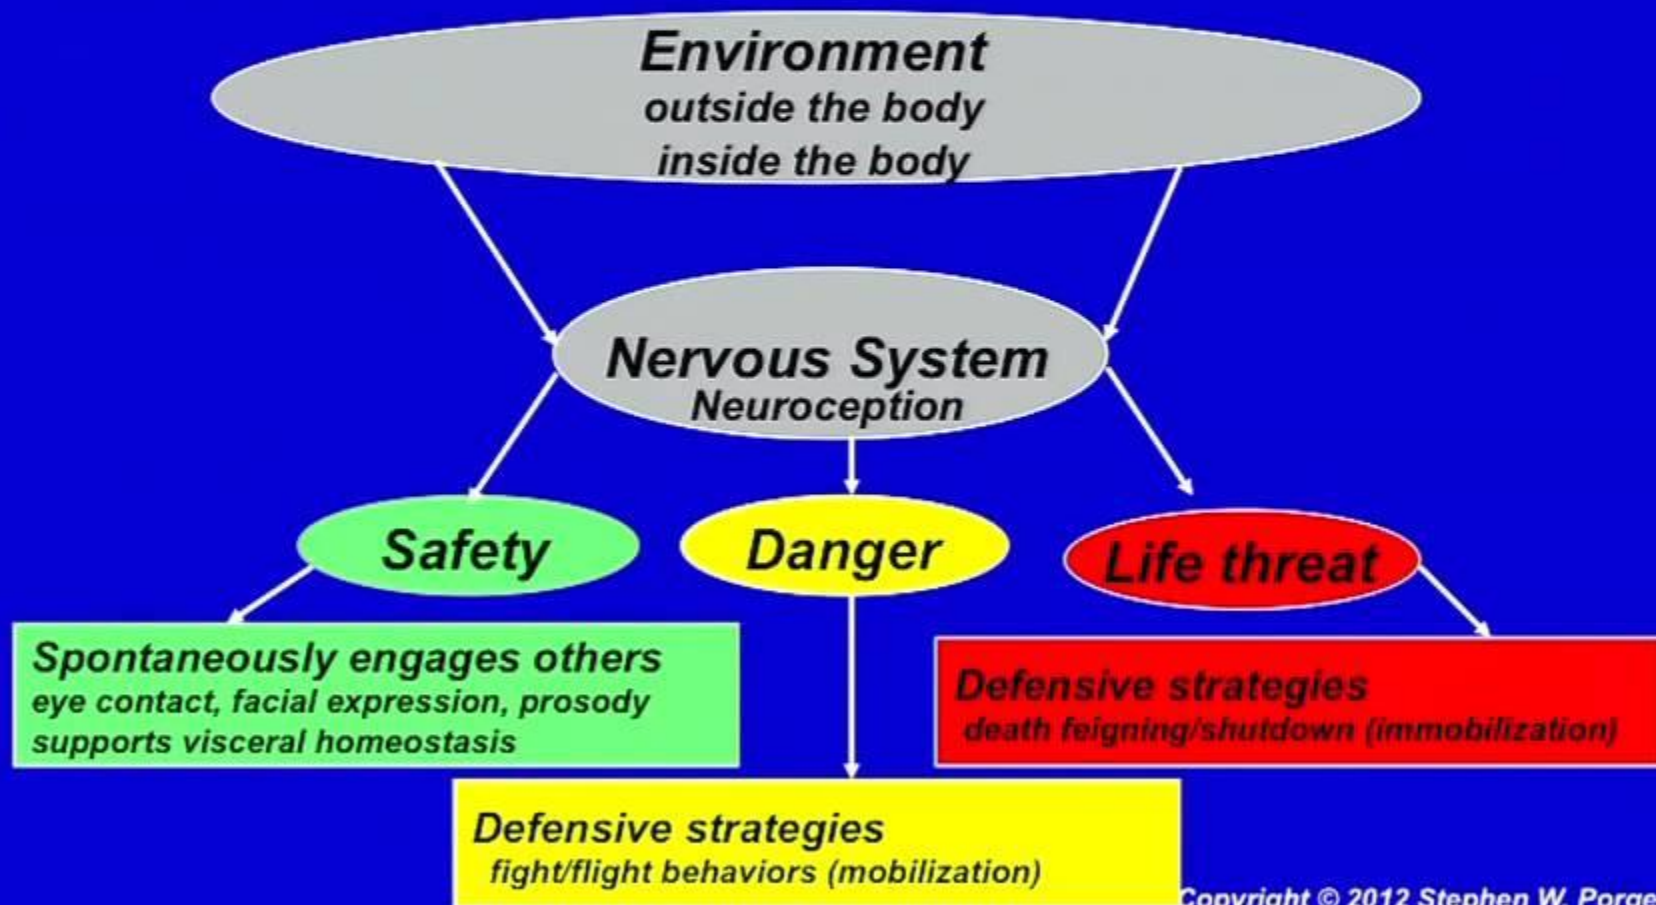 Environment
outside the body
inside the body
Nervous System
Neuroception
Safety
Danger
Life threat
Spontaneously engages others
eye contact, facial expression, prosody
supports visceral homeostasis
Defensive strategies
death feigning/shutdown (immobilization)
Defensive strategies
fight/flight behaviors (mobilization)
Copyright © 2012 Stephen W. Porge